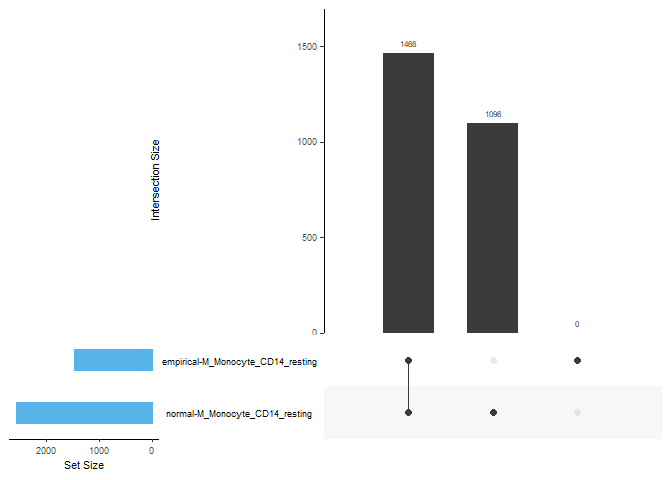 1500
1000
500
0
Intersection Size
1468
1096
0
empirical-M_Monocyte_CD14_resting
normal-M_Monocyte_CD14_resting
2000 1000 0
Set Size